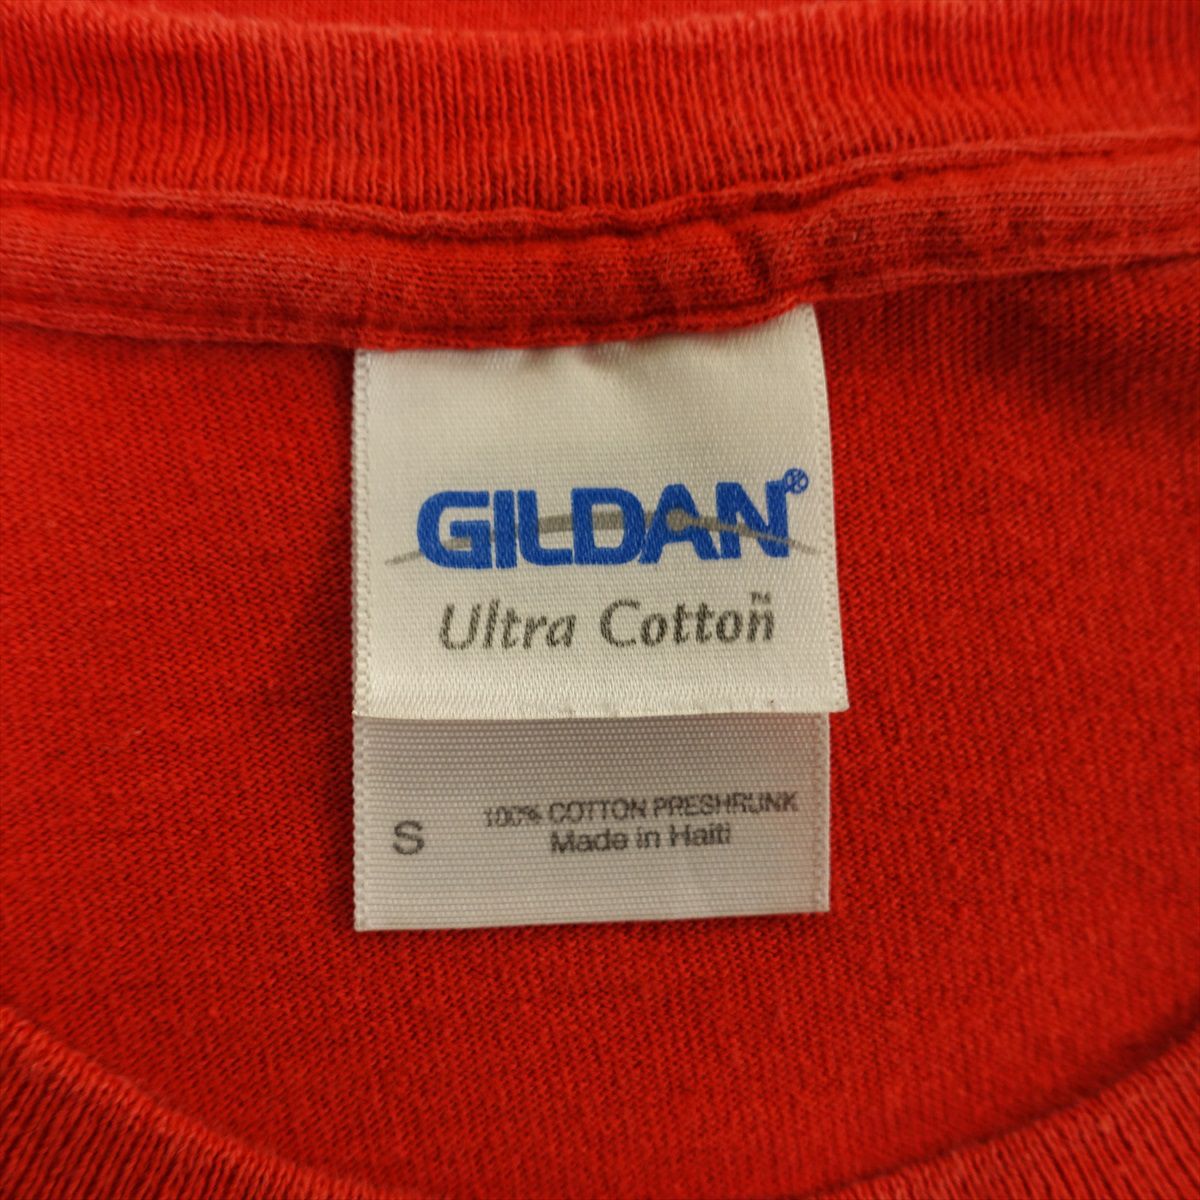 GILDAN®
Ultra Cotton™
S
100% COTTON PRESHRUNK
Made in Haiti